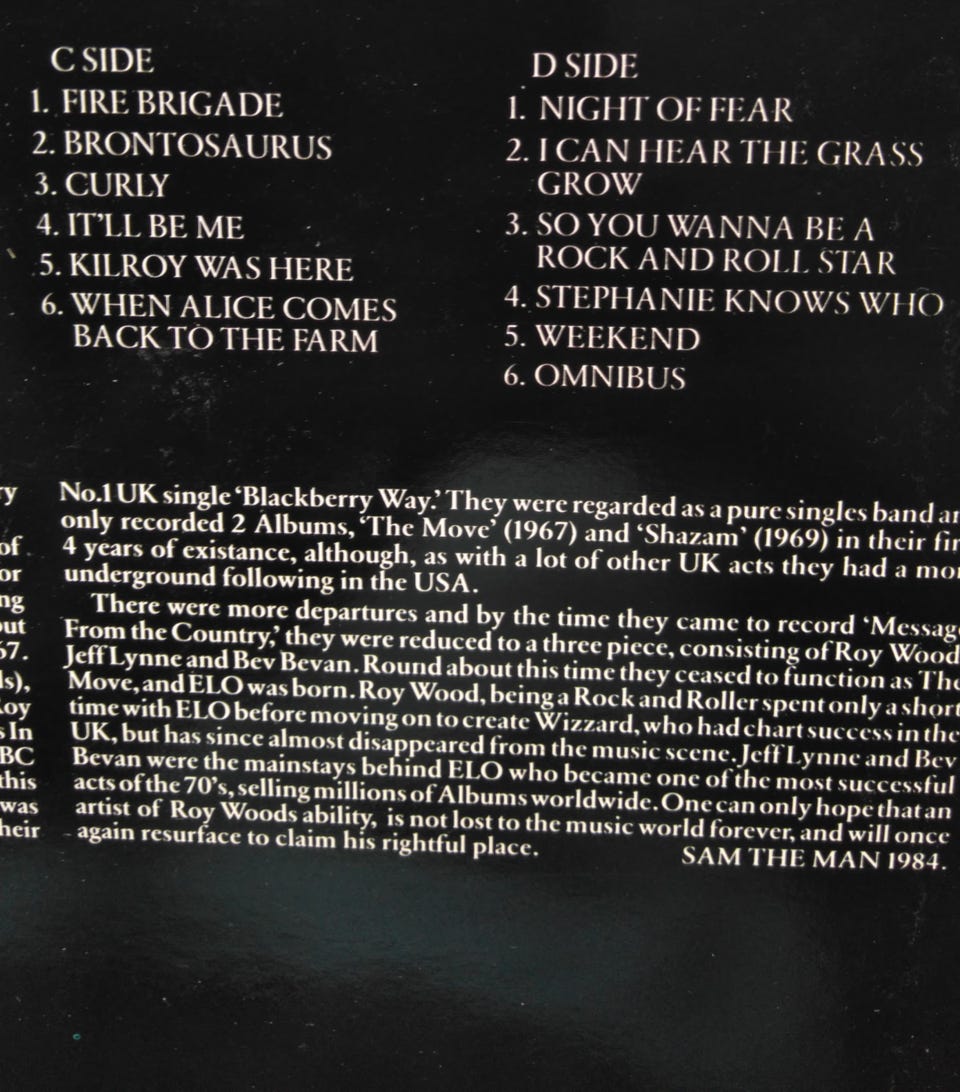 C SIDE
1. FIRE BRIGADE
2. BRONTOSAURUS
3. CURLY
4. IT'LL BE ME
5. KILROY WAS HERE
6. WHEN ALICE COMES
BACK TO THE FARM
D SIDE
1. NIGHT OF FEAR
2. I CAN HEAR THE GRASS
GROW
3. SO YOU WANNA BE A
ROCK AND ROLL STAR
4. STEPHANIE KNOWS WHO
5. WEEKEND
6. OMNIBUS
of
67.
s In
this
was
No.1 UK single 'Blackberry Way.' They were regarded as a pure singles band
only recorded 2 Albums, 'The Move' (1967) and 'Shazam' (1969) in their
4 years of existance, although, as with a lot of other UK acts they had a
underground following in the USA.
There were more departures and by the time they came to record 'Message
From the Country,' they were reduced to a three piece, consisting of Roy Wood
Jeff Lynne and Bev Bevan. Round about this time they ceased to function as The
Move, and ELO was born. Roy Wood, being a Rock and Roller spent only a short
time with ELO before moving on to create Wizzard, who had chart success in the
UK, but has since almost disappeared from the music scene. Jeff Lynne and Bev
Bevan were the mainstays behind ELO who became one of the most successful
acts of the 70's, selling millions of Albums worldwide. One can only hope that an
artist of Roy Woods ability, is not lost to the music world forever, and will once
again resurface to claim his rightful place.
SAM THE MAN 1984.